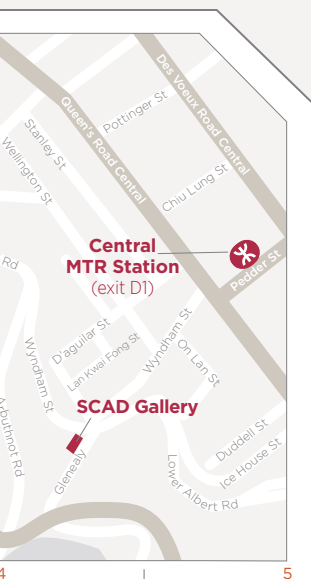 Des Voeux Road Central
Pottinger St
Queen's Road Central
Stanley St
Wellington St
Chiu Lung St
Central
MTR Station
(exit D1)
Rd
Pedder St
D'aguilar St
Lan Kwai Fong St
Wyndham St
On Lan St
Wyndham St
SCAD Gallery
Arbuthnot Rd
Glenealy
Duddell St
Ice House St
Lower Albert Rd
4
5